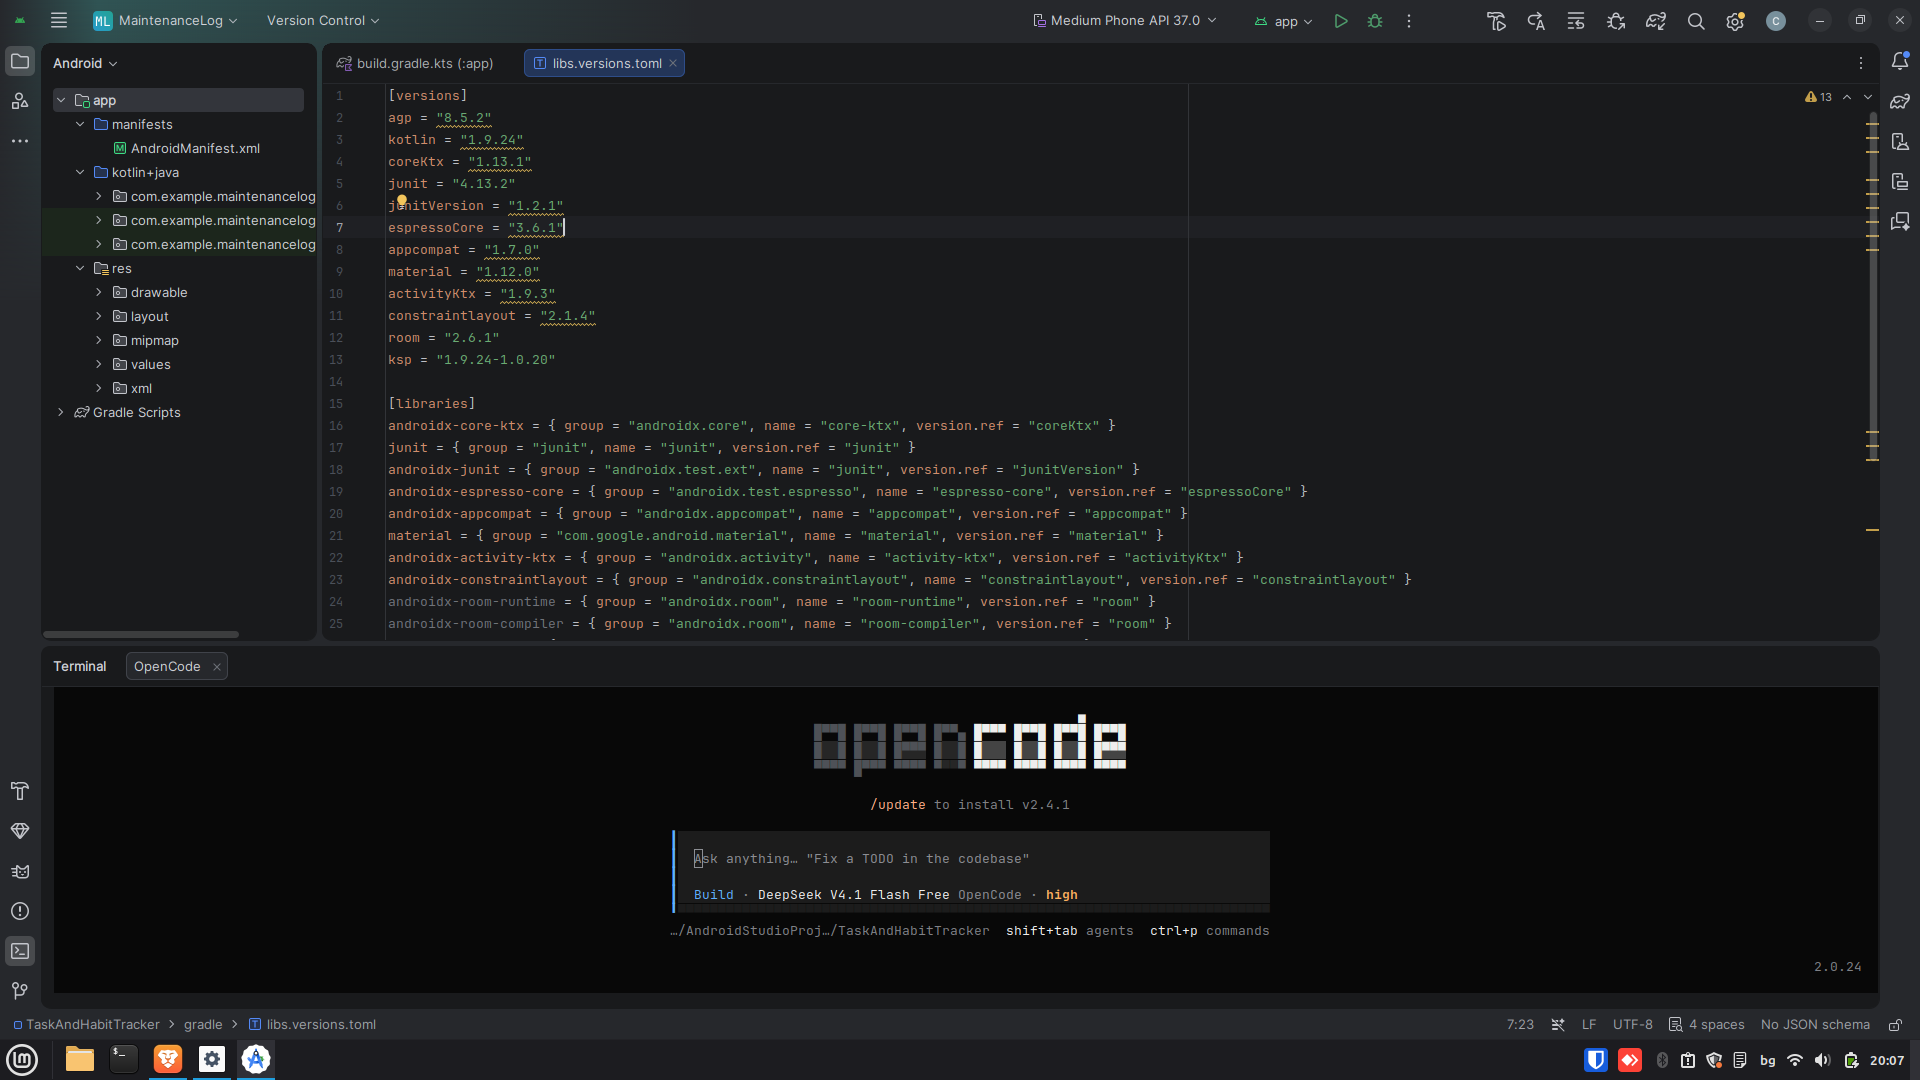 ML MaintenanceLog
Version Control
Medium Phone API 37.0
app
C
Android
app
manifests
AndroidManifest.xml
kotlin+java
com.example.maintenancelog
com.example.maintenancelog
com.example.maintenancelog
res
drawable
layout
mipmap
values
xml
Gradle Scripts
build.gradle.kts (:app)
libs.versions.toml
13
1 [versions]
2 agp = "8.5.2"
3 kotlin = "1.9.24"
4 coreKtx = "1.13.1"
5 junit = "4.13.2"
6 junitVersion = "1.2.1"
7 espressoCore = "3.6.1"
8 appcompat = "1.7.0"
9 material = "1.12.0"
10 activityKtx = "1.9.3"
11 constraintlayout = "2.1.4"
12 room = "2.6.1"
13 ksp = "1.9.24-1.0.20"
14
15 [libraries]
16 androidx-core-ktx = { group = "androidx.core", name = "core-ktx", version.ref = "coreKtx" }
17 junit = { group = "junit", name = "junit", version.ref = "junit" }
18 androidx-junit = { group = "androidx.test.ext", name = "junit", version.ref = "junitVersion" }
19 androidx-espresso-core = { group = "androidx.test.espresso", name = "espresso-core", version.ref = "espressoCore" }
20 androidx-appcompat = { group = "androidx.appcompat", name = "appcompat", version.ref = "appcompat" }
21 material = { group = "com.google.android.material", name = "material", version.ref = "material" }
22 androidx-activity-ktx = { group = "androidx.activity", name = "activity-ktx", version.ref = "activityKtx" }
23 androidx-constraintlayout = { group = "androidx.constraintlayout", name = "constraintlayout", version.ref = "constraintlayout" }
24 androidx-room-runtime = { group = "androidx.room", name = "room-runtime", version.ref = "room" }
25 androidx-room-compiler = { group = "androidx.room", name = "room-compiler", version.ref = "room" }
Terminal
OpenCode
opencode
/update to install v2.4.1
Ask anything… "Fix a TODO in the codebase"
Build · DeepSeek V4.1 Flash Free OpenCode · high
…/AndroidStudioProj…/TaskAndHabitTracker shift+tab agents ctrl+p commands
2.0.24
TaskAndHabitTracker > gradle > libs.versions.toml
7:23
LF
UTF-8
4 spaces
No JSON schema
bg
20:07